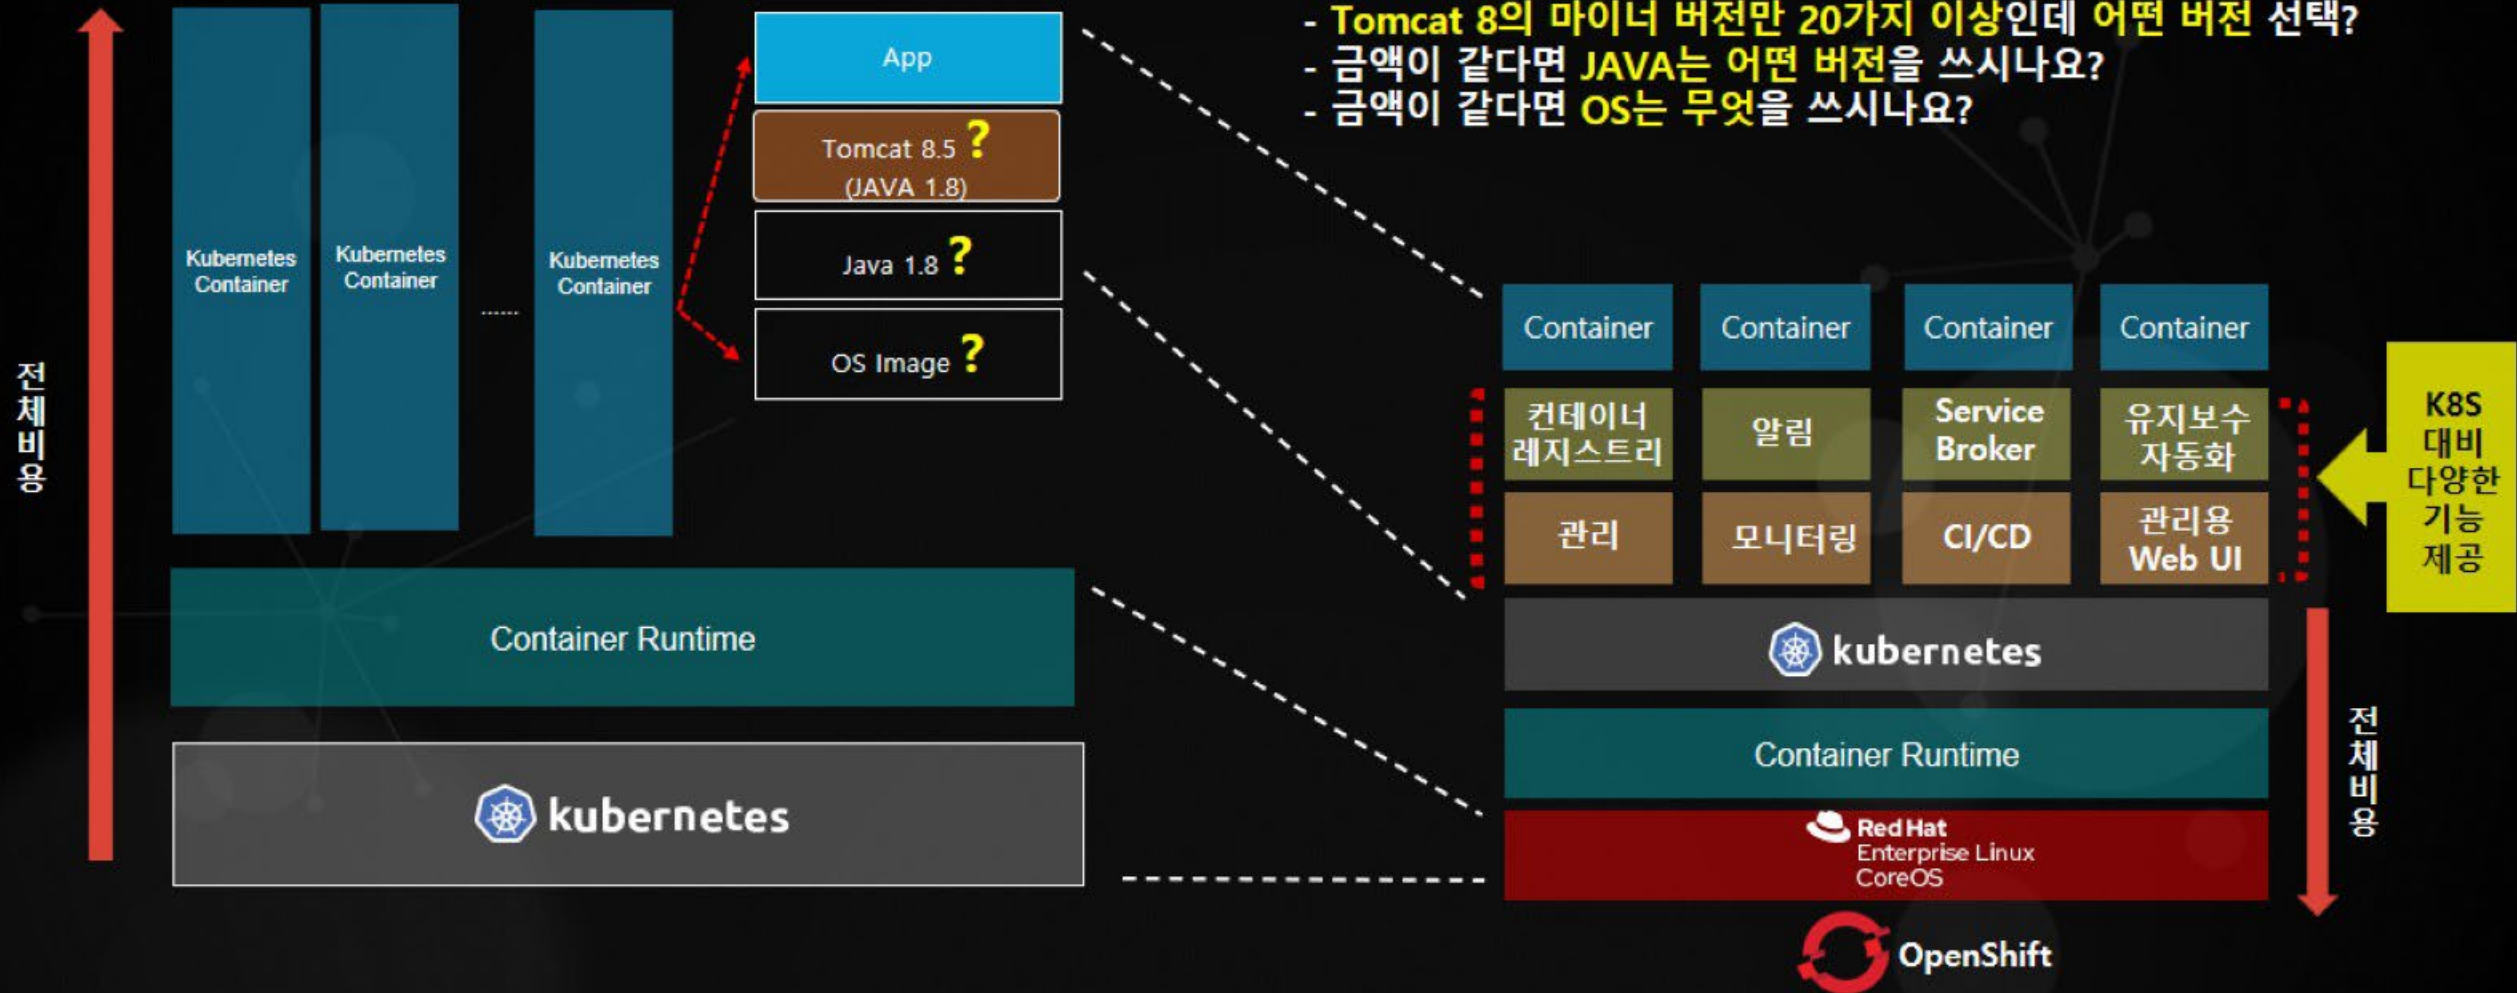 - Tomcat 8의 마이너 버전만 20가지 이상인데 어떤 버전 선택?
- 금액이 같다면 JAVA는 어떤 버전을 쓰시나요?
- 금액이 같다면 OS는 무엇을 쓰시나요?
전
체
비
용
Kubernetes
Container
Kubernetes
Container
......
Kubernetes
Container
App
Tomcat 8.5 ?
(JAVA 1.8)
Java 1.8 ?
OS Image ?
Container Runtime
kubernetes
Container
Container
Container
Container
컨테이너
레지스트리
알림
Service
Broker
유지보수
자동화
관리
모니터링
CI/CD
관리용
Web UI
K8S
대비
다양한
기능
제공
kubernetes
Container Runtime
Red Hat
Enterprise Linux
CoreOS
전
체
비
용
OpenShift